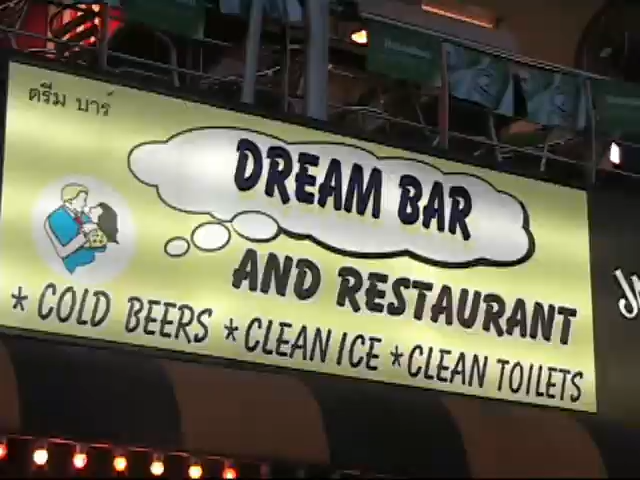 ดรีม บาร์
DREAM BAR
AND RESTAURANT
* COLD BEERS * CLEAN ICE * CLEAN TOILETS